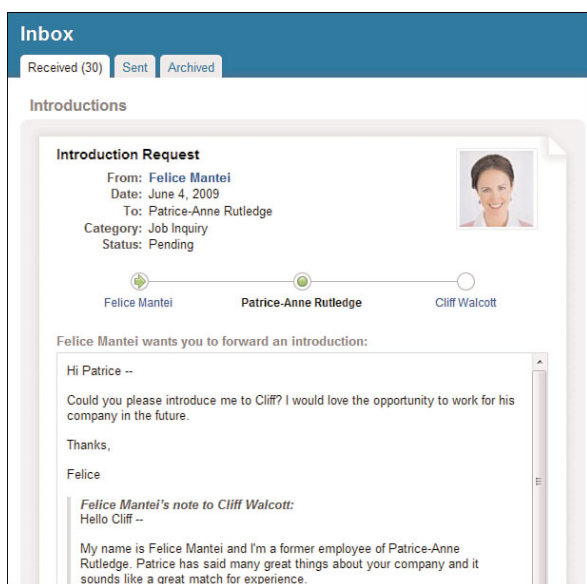 Inbox
Received (30) Sent Archived
Introductions
Introduction Request
From: Felice Mantei
Date: June 4, 2009
To: Patrice-Anne Rutledge
Category: Job Inquiry
Status: Pending
Felice Mantei Patrice-Anne Rutledge Cliff Walcott
Felice Mantei wants you to forward an introduction:
Hi Patrice --
Could you please introduce me to Cliff? I would love the opportunity to work for his
company in the future.
Thanks,
Felice
Felice Mantei's note to Cliff Walcott:
Hello Cliff --
My name is Felice Mantei and I'm a former employee of Patrice-Anne
Rutledge. Patrice has said many great things about your company and it
sounds like a great match for experience.